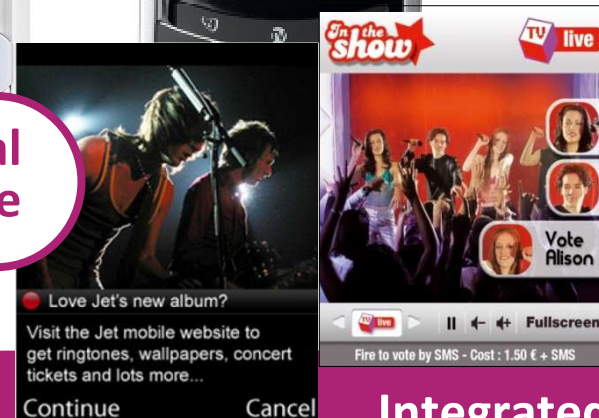 al
e
Love Jet's new album?
Visit the Jet mobile website to
get ringtones, wallpapers, concert
tickets and lots more...
Continue Cancel
In the
show
TV live
Vote
Alison
TV live
Fullscreen
Fire to vote by SMS - Cost : 1.50 € + SMS
Integrated